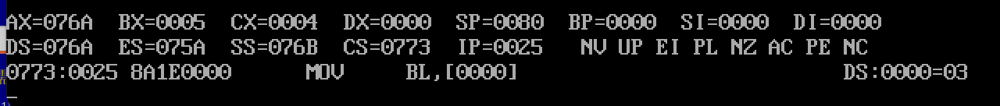 AX=076A  BX=0005  CX=0004  DX=0000  SP=0080  BP=0000  SI=0000  DI=0000
DS=076A  ES=075A  SS=076B  CS=0773  IP=0025   NV UP EI PL NZ AC PE NC
0773:0025 8A1E0000      MOV     BL,[0000]                          DS:0000=03